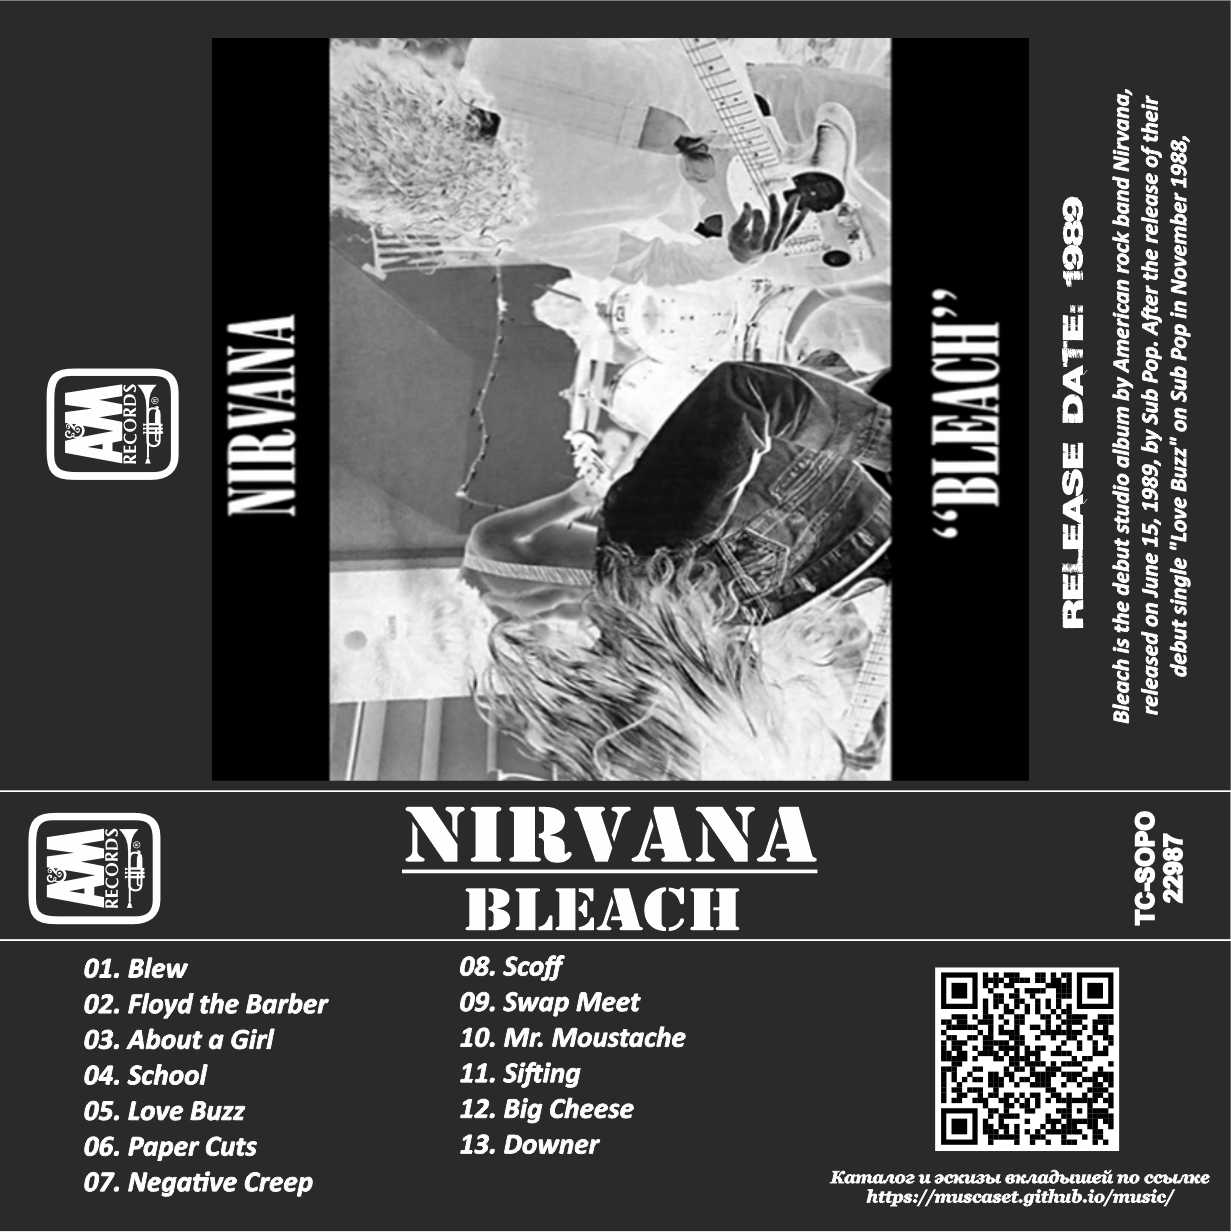 A&M
RECORDS
®
NIRVANA
“BLEACH”
RELEASE DATE: 1989
Bleach is the debut studio album by American rock band Nirvana,
released on June 15, 1989, by Sub Pop. After the release of their
debut single "Love Buzz" on Sub Pop in November 1988,
A&M
RECORDS
®
NIRVANA
BLEACH
TC-SOPO
22987
01. Blew
02. Floyd the Barber
03. About a Girl
04. School
05. Love Buzz
06. Paper Cuts
07. Negative Creep
08. Scoff
09. Swap Meet
10. Mr. Moustache
11. Sifting
12. Big Cheese
13. Downer
Каталог и эскизы вкладышей по ссылке
https://muscaset.github.io/music/